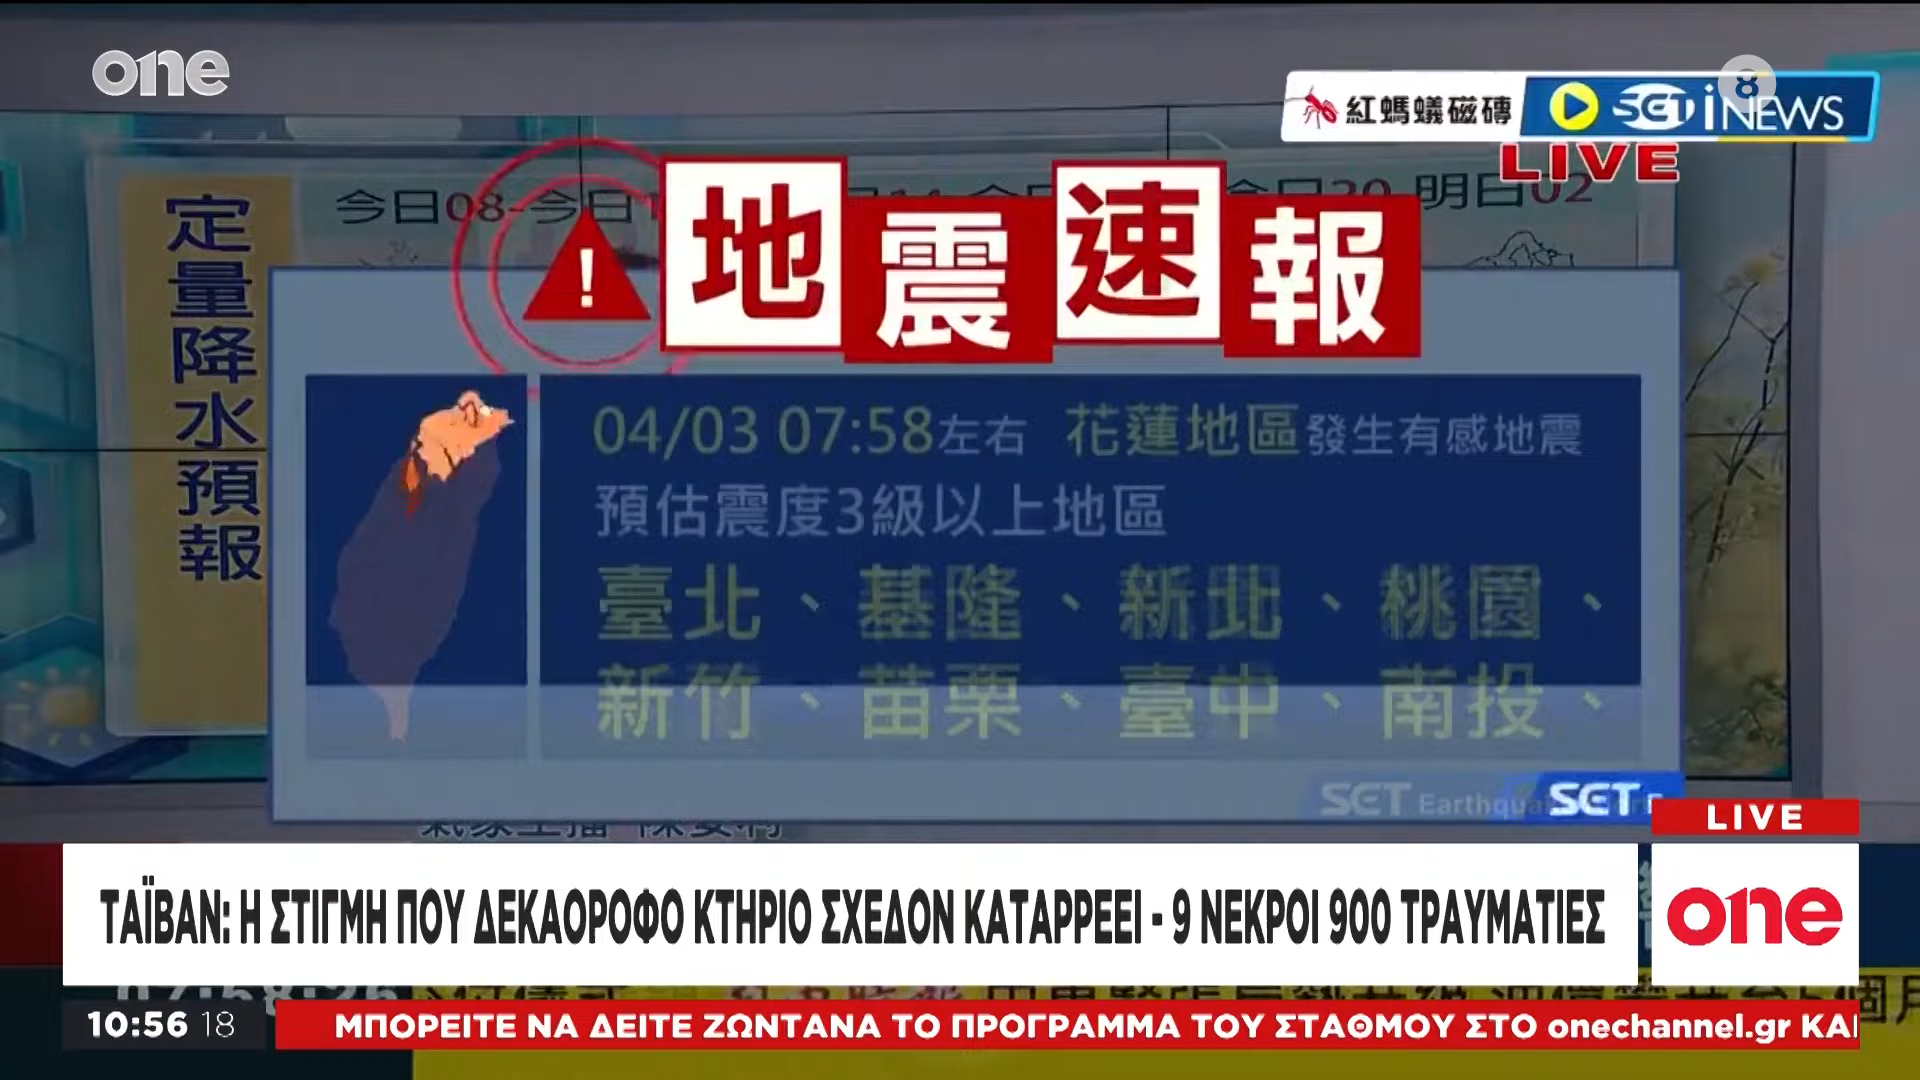 one
8
紅螞蟻磁磚
SET iNEWS
LIVE
今日08-今日
明日02
定量降水預報
地震速報
04/03 07:58左右 花蓮地區發生有感地震
預估震度3級以上地區
臺北、基隆、新北、桃園、
新竹、苗栗、臺中、南投、
SET
SET
LIVE
ΤΑΪΒΑΝ: Η ΣΤΙΓΜΗ ΠΟΥ ΔΕΚΑΟΡΟΦΟ ΚΤΗΡΙΟ ΣΧΕΔΟΝ ΚΑΤΑΡΡΕΕΙ - 9 ΝΕΚΡΟΙ 900 ΤΡΑΥΜΑΤΙΕΣ
one
10:56 18
ΜΠΟΡΕΙΤΕ ΝΑ ΔΕΙΤΕ ΖΩΝΤΑΝΑ ΤΟ ΠΡΟΓΡΑΜΜΑ ΤΟΥ ΣΤΑΘΜΟΥ ΣΤΟ onechannel.gr ΚΑΙ